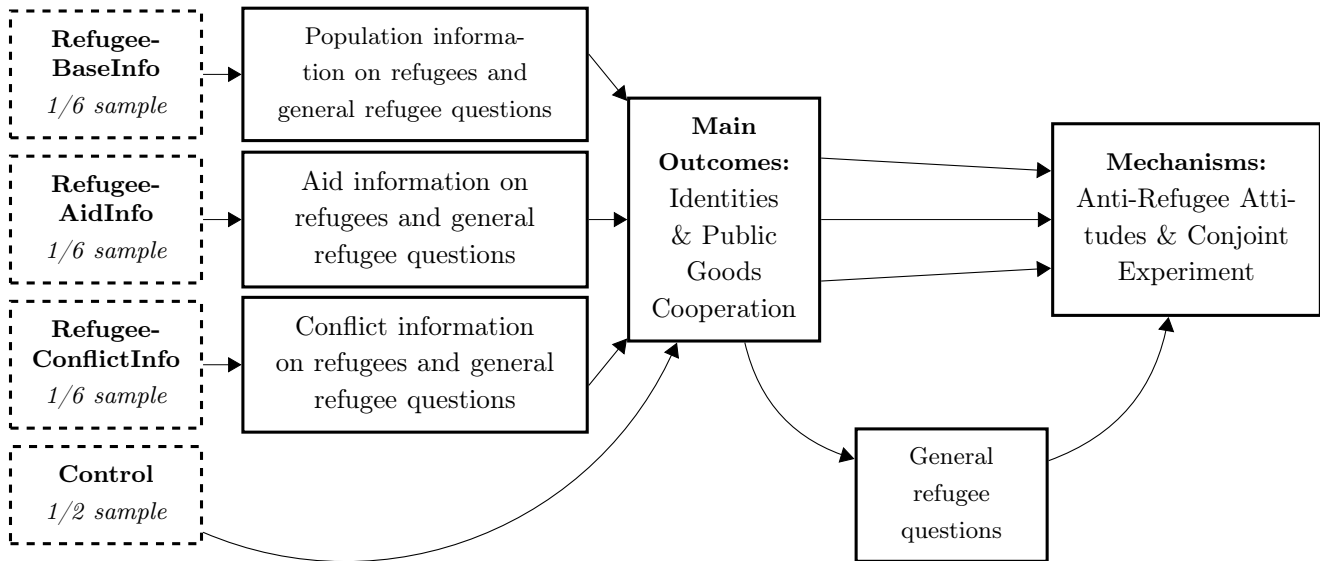 Refugee-
BaseInfo
1/6 sample
Population informa-
tion on refugees and
general refugee questions
Refugee-
AidInfo
1/6 sample
Aid information on
refugees and general
refugee questions
Refugee-
ConflictInfo
1/6 sample
Conflict information
on refugees and general
refugee questions
Control
1/2 sample
Main
Outcomes:
Identities
& Public
Goods
Cooperation
General
refugee
questions
Mechanisms:
Anti-Refugee Atti-
tudes & Conjoint
Experiment